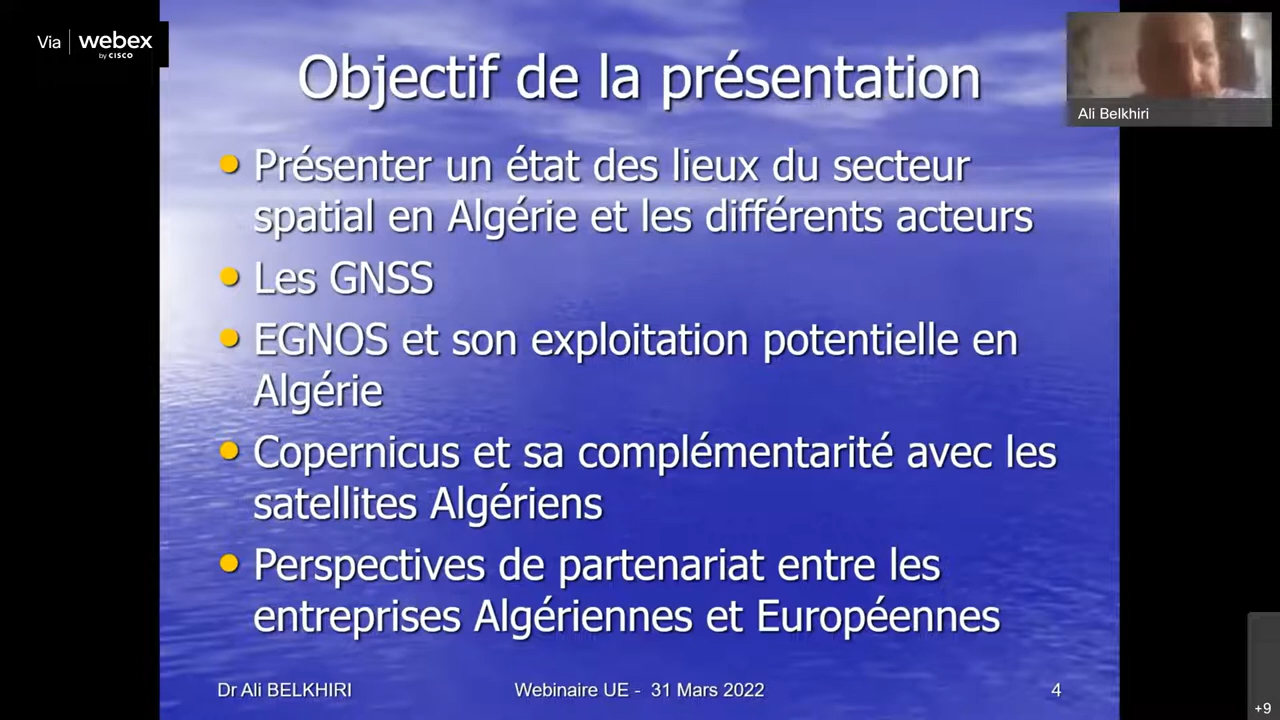 Via webex
by CISCO
Objectif de la présentation
Ali Belkhiri
• Présenter un état des lieux du secteur
spatial en Algérie et les différents acteurs
• Les GNSS
• EGNOS et son exploitation potentielle en
Algérie
• Copernicus et sa complémentarité avec les
satellites Algériens
• Perspectives de partenariat entre les
entreprises Algériennes et Européennes
Dr Ali BELKHIRI Webinaire UE - 31 Mars 2022 4
+9